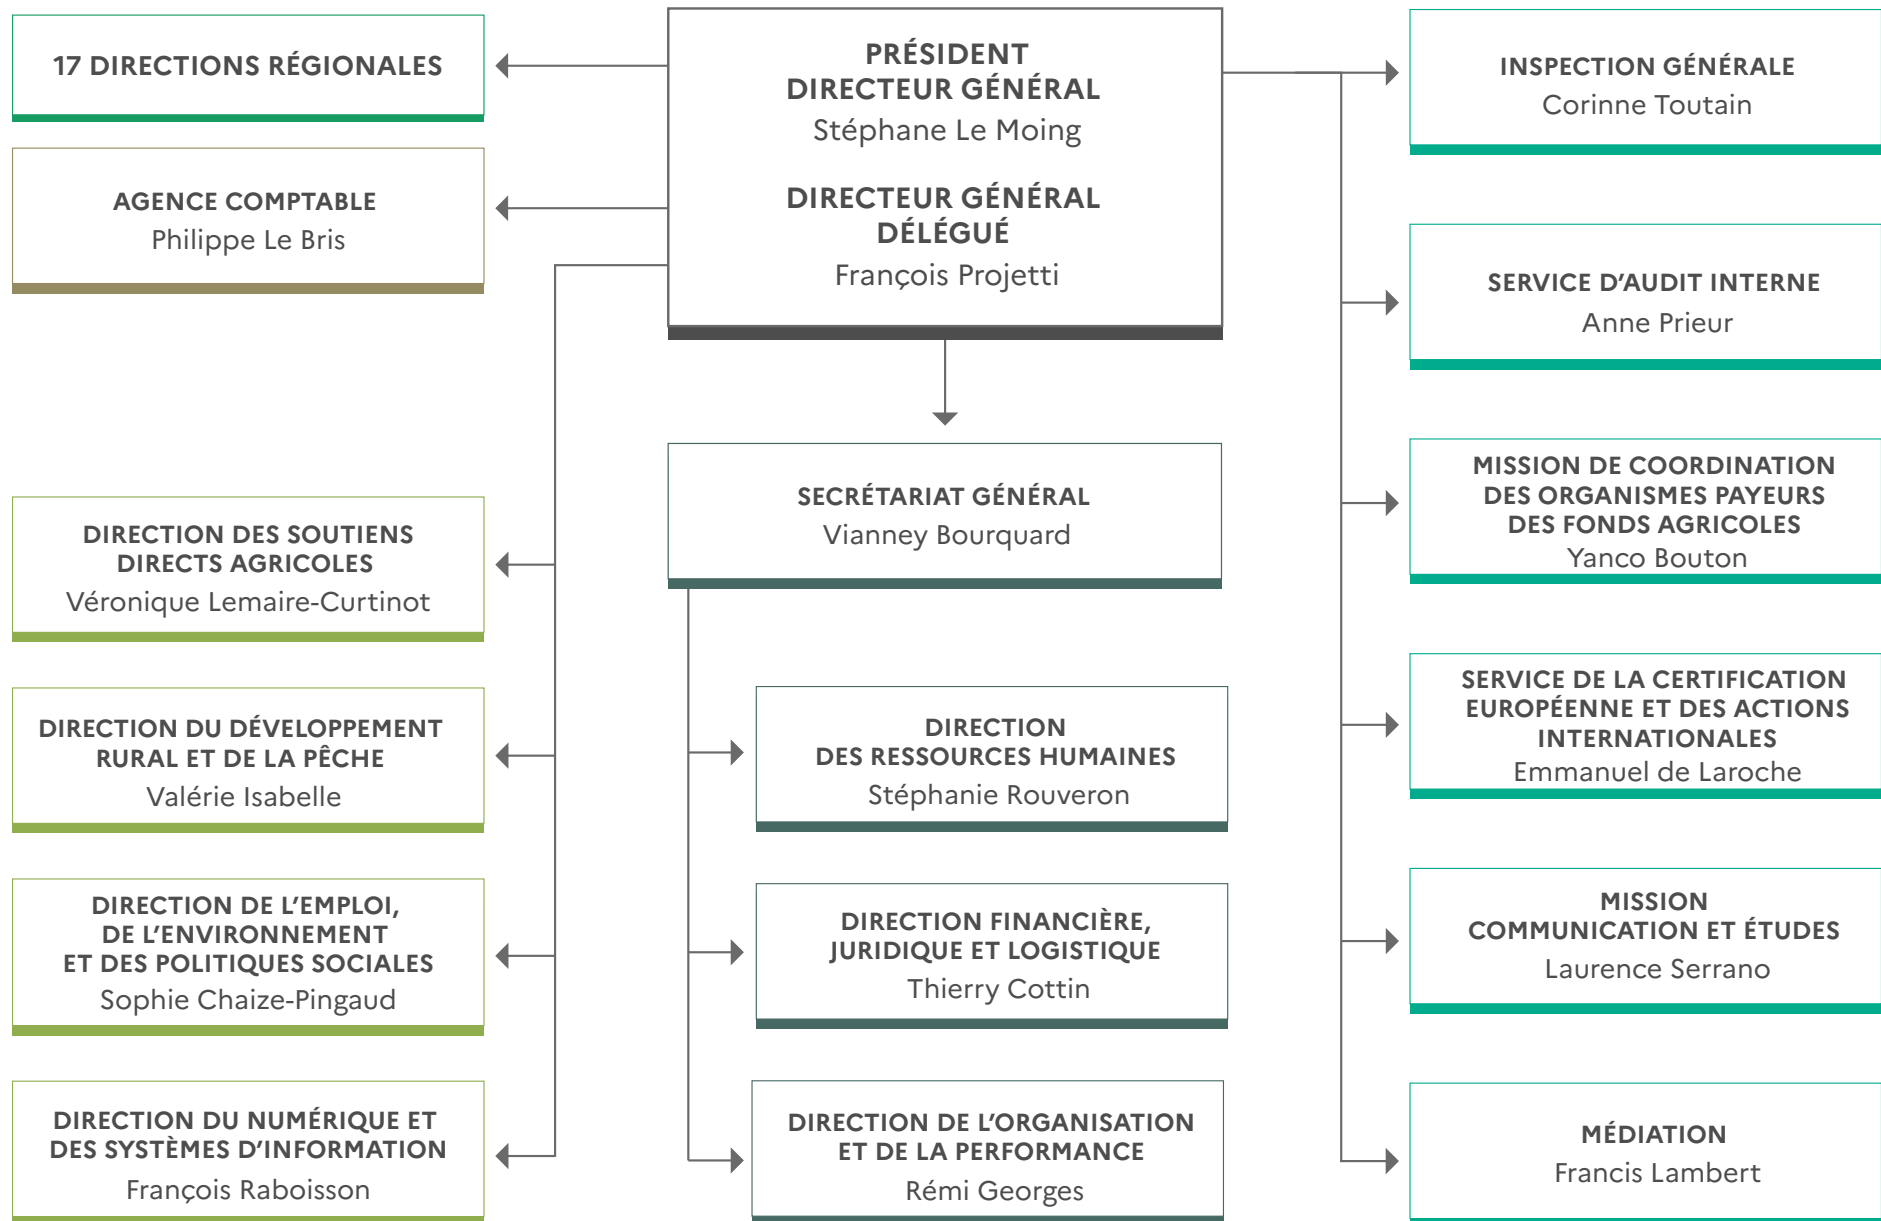 17 DIRECTIONS RÉGIONALES
AGENCE COMPTABLE
Philippe Le Bris
PRÉSIDENT
DIRECTEUR GÉNÉRAL
Stéphane Le Moing
DIRECTEUR GÉNÉRAL
DÉLÉGUÉ
François Projetti
INSPECTION GÉNÉRALE
Corinne Toutain
SERVICE D’AUDIT INTERNE
Anne Prieur
MISSION DE COORDINATION
DES ORGANISMES PAYEURS
DES FONDS AGRICOLES
Yanco Bouton
SERVICE DE LA CERTIFICATION
EUROPÉENNE ET DES ACTIONS
INTERNATIONALES
Emmanuel de Laroche
MISSION
COMMUNICATION ET ÉTUDES
Laurence Serrano
MÉDIATION
Francis Lambert
SECRÉTARIAT GÉNÉRAL
Vianney Bourquard
DIRECTION
DES RESSOURCES HUMAINES
Stéphanie Rouveron
DIRECTION FINANCIÈRE,
JURIDIQUE ET LOGISTIQUE
Thierry Cottin
DIRECTION DE L’ORGANISATION
ET DE LA PERFORMANCE
Rémi Georges
DIRECTION DES SOUTIENS
DIRECTS AGRICOLES
Véronique Lemaire-Curtinot
DIRECTION DU DÉVELOPPEMENT
RURAL ET DE LA PÊCHE
Valérie Isabelle
DIRECTION DE L’EMPLOI,
DE L’ENVIRONNEMENT
ET DES POLITIQUES SOCIALES
Sophie Chaize-Pingaud
DIRECTION DU NUMÉRIQUE ET
DES SYSTÈMES D’INFORMATION
François Raboisson